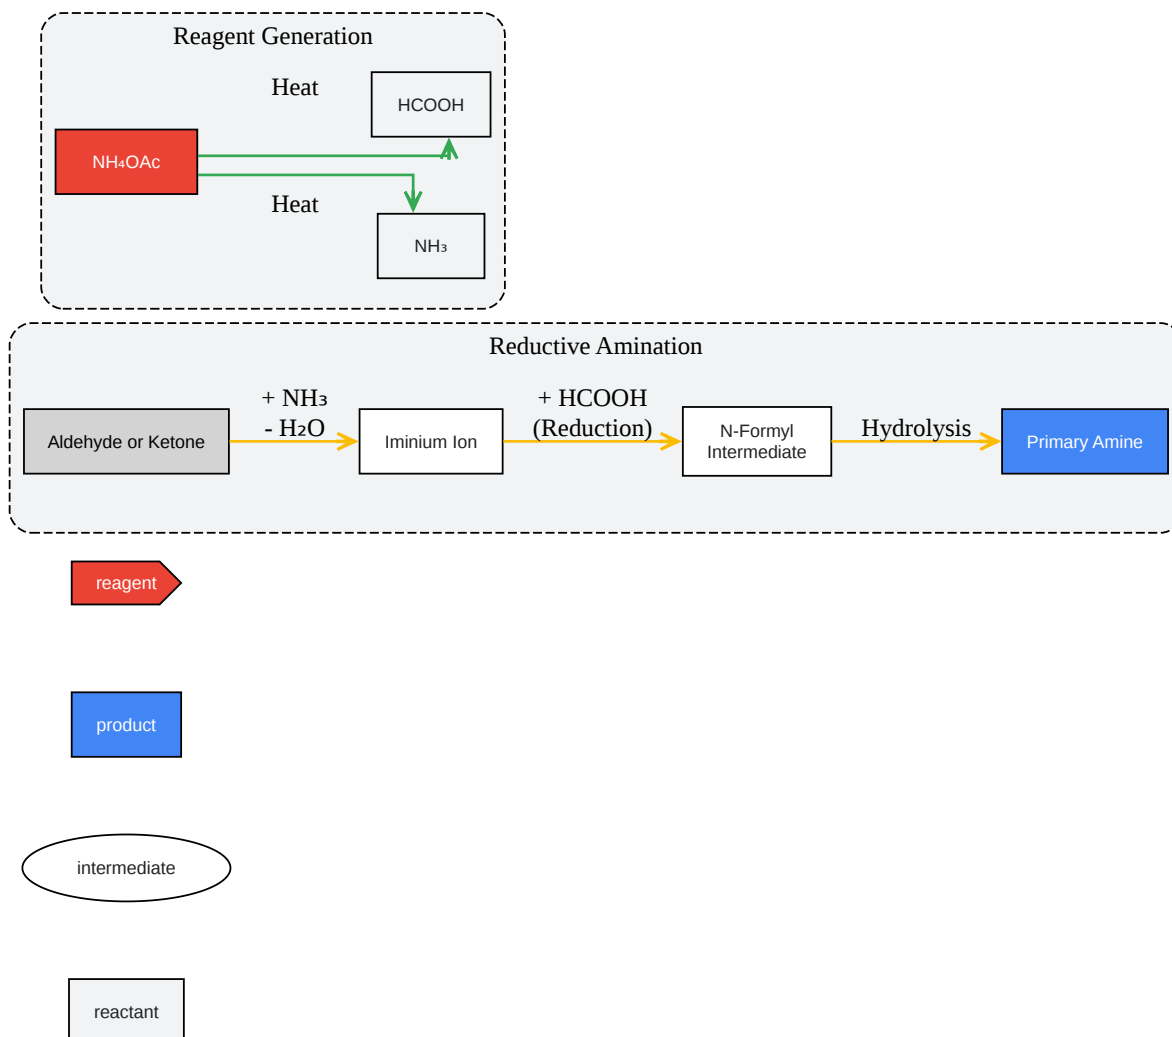 Reagent Generation
Heat
HCOOH
NH₄OAc
Heat
NH₃
Reductive Amination
Aldehyde or Ketone
+ NH₃
- H₂O
Iminium Ion
+ HCOOH
(Reduction)
N-Formyl
Intermediate
Hydrolysis
Primary Amine
reagent
product
intermediate
reactant